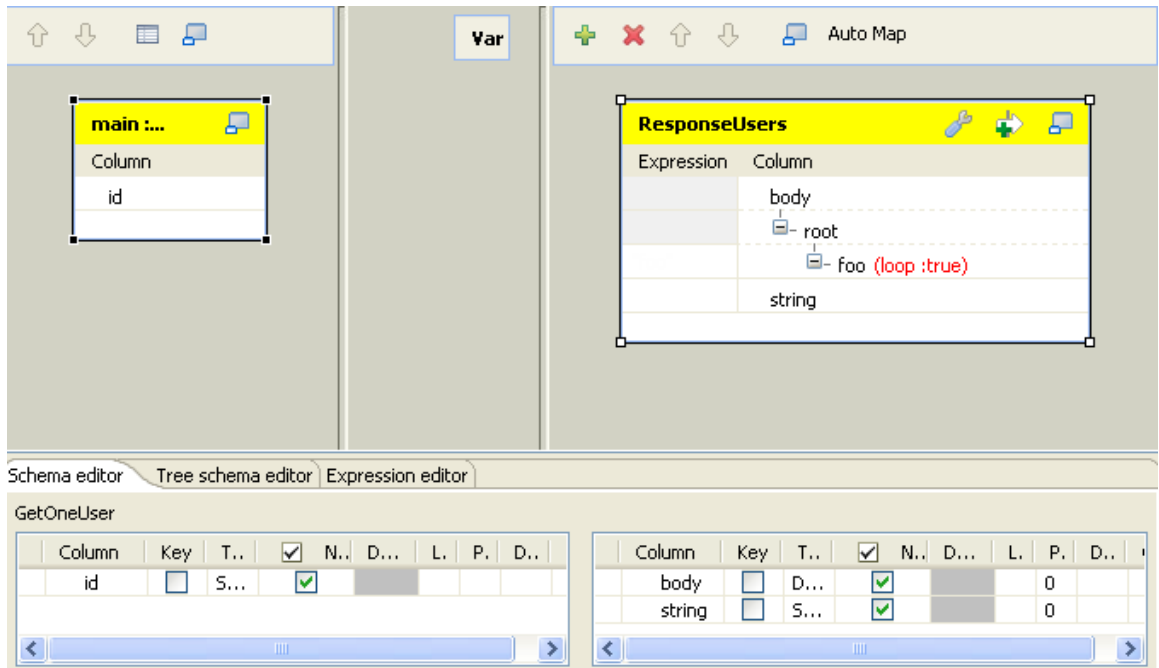 Var
Auto Map
main :...
Column
id
ResponseUsers
Expression Column
body
root
foo (loop :true)
string
Schema editor Tree schema editor Expression editor
GetOneUser
Column Key T.. N.. D... L. P. D..
id S...
Column Key T.. N.. D... L. P. D..
body D... 0
string S... 0